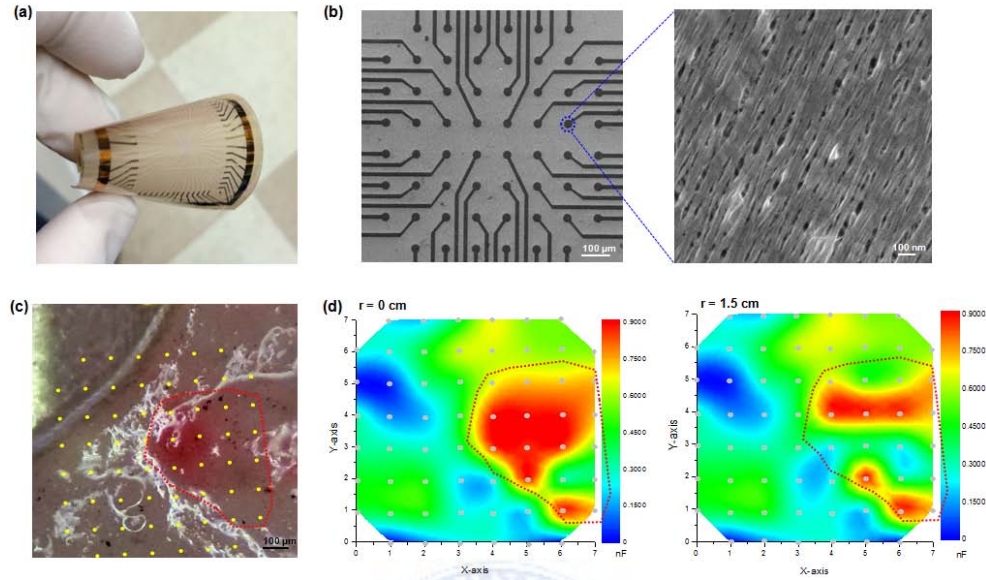 (a)
(b)
100 µm
100 nm
(c)
100 µm
(d)
r = 0 cm
7
6
5
4
3
2
1
0
Y-axis
0 1 2 3 4 5 6 7
X-axis
0.9000
0.7500
0.6000
0.4500
0.3000
0.1500
0
nF
r = 1.5 cm
7
6
5
4
3
2
1
0
Y-axis
0 1 2 3 4 5 6 7
X-axis
0.9000
0.7500
0.6000
0.4500
0.3000
0.1500
0
nF